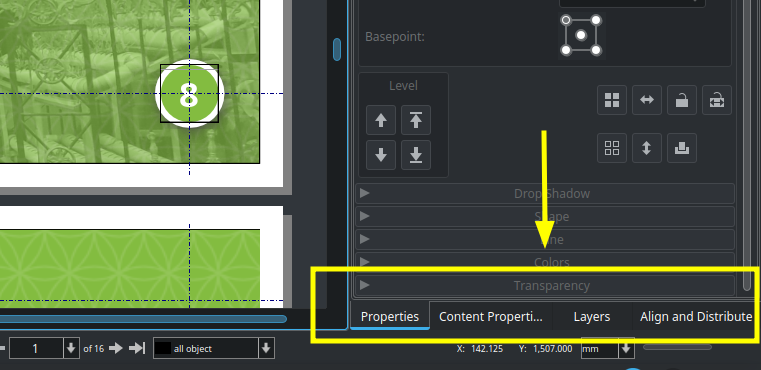 Basepoint:
Level
8
Drop Shadow
Shape
Line
Colors
Transparency
Properties
Content Properti...
Layers
Align and Distribute
1
of 16
all object
X: 142.125
Y: 1,507.000
mm